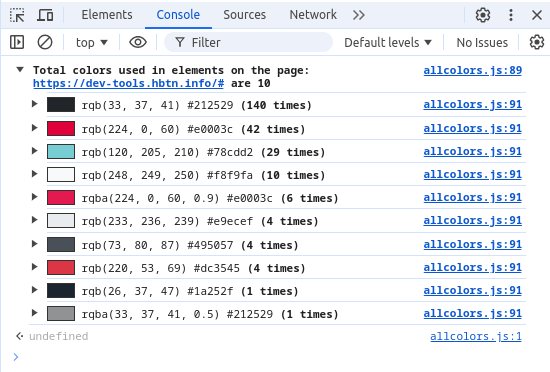 Elements Console Sources Network
top Filter Default levels No Issues
Total colors used in elements on the page: allcolors.js:89
https://dev-tools.hbtn.info/# are 10
rgb(33, 37, 41) #212529 (140 times) allcolors.js:91
rgb(224, 0, 60) #e0003c (42 times) allcolors.js:91
rgb(120, 205, 210) #78cdd2 (29 times) allcolors.js:91
rgb(248, 249, 250) #f8f9fa (10 times) allcolors.js:91
rgba(224, 0, 60, 0.9) #e0003c (6 times) allcolors.js:91
rgb(233, 236, 239) #e9ecef (4 times) allcolors.js:91
rgb(73, 80, 87) #495057 (4 times) allcolors.js:91
rgb(220, 53, 69) #dc3545 (4 times) allcolors.js:91
rgb(26, 37, 47) #1a252f (1 times) allcolors.js:91
rgba(33, 37, 41, 0.5) #212529 (1 times) allcolors.js:91
undefined allcolors.js:1